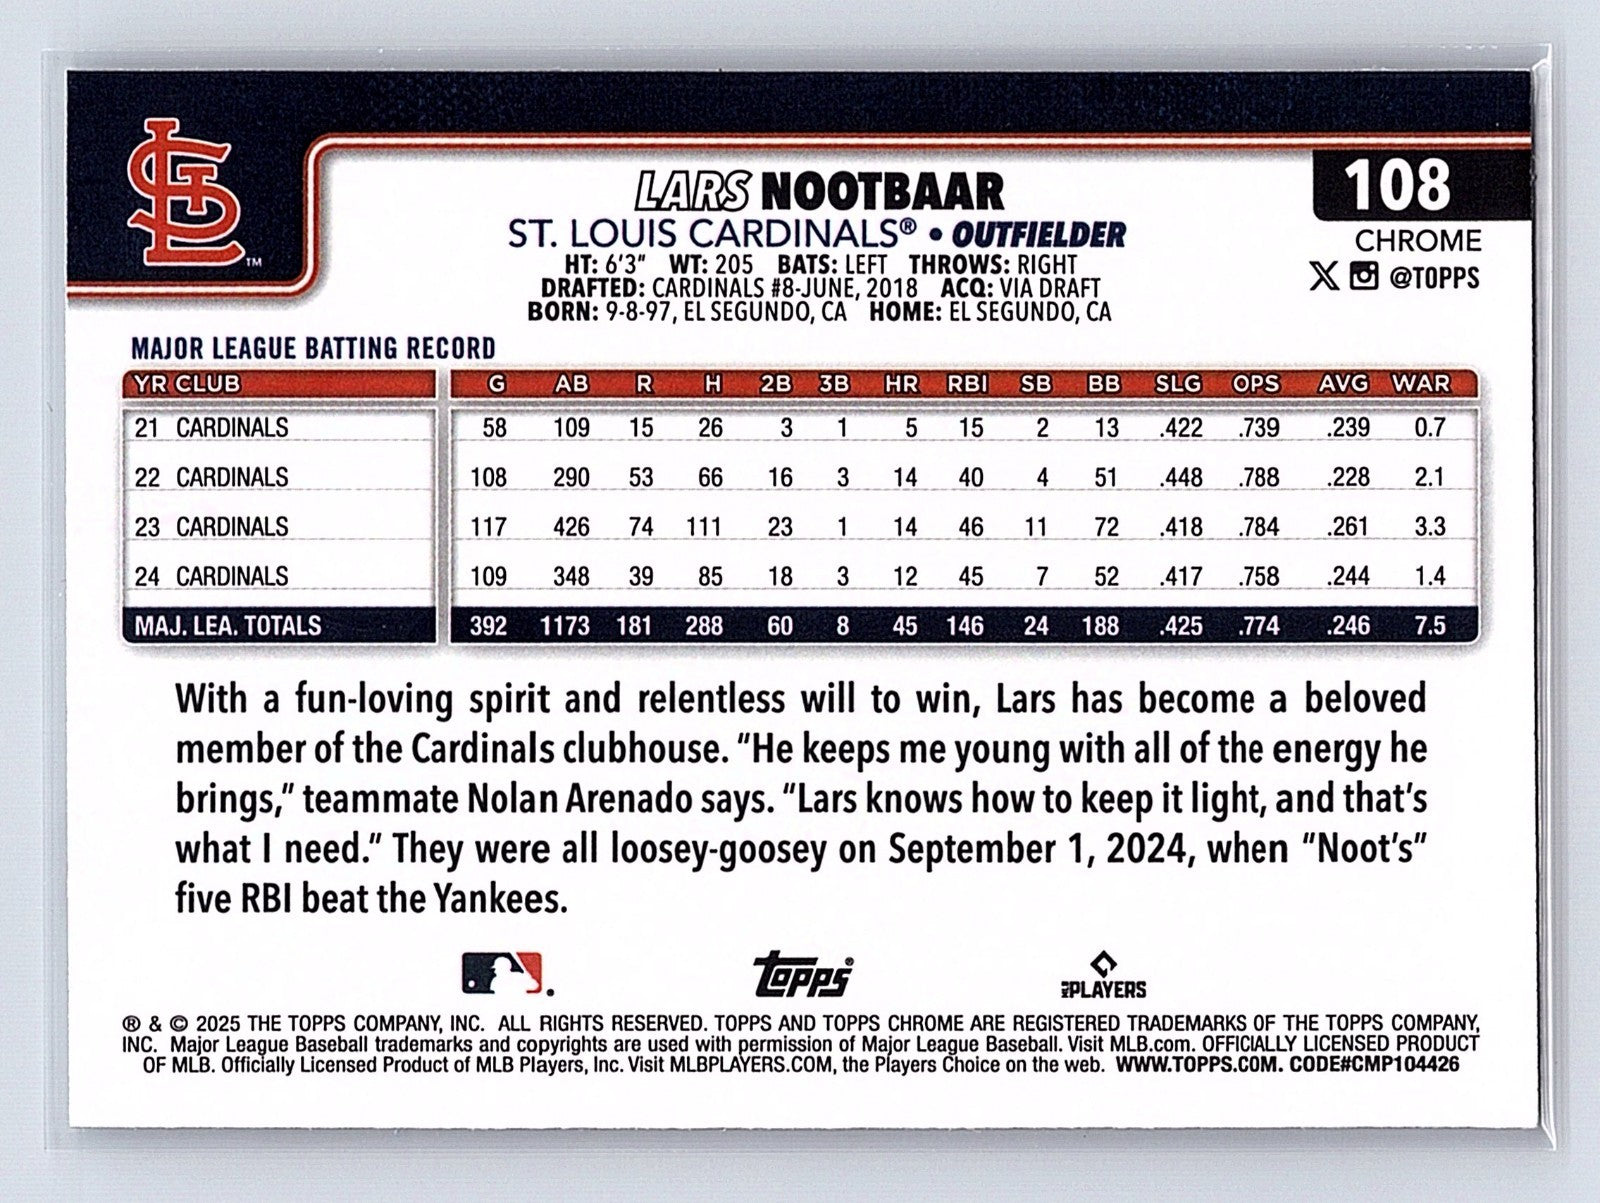 STL™
LARS NOOTBAAR
108
ST. LOUIS CARDINALS® • OUTFIELDER
CHROME
HT: 6'3" WT: 205 BATS: LEFT THROWS: RIGHT
@TOPPS
DRAFTED: CARDINALS #8-JUNE, 2018 ACQ: VIA DRAFT
BORN: 9-8-97, EL SEGUNDO, CA HOME: EL SEGUNDO, CA
MAJOR LEAGUE BATTING RECORD
YR CLUB G AB R H 2B 3B HR RBI SB BB SLG OPS AVG WAR
21 CARDINALS 58 109 15 26 3 1 5 15 2 13 .422 .739 .239 0.7
22 CARDINALS 108 290 53 66 16 3 14 40 4 51 .448 .788 .228 2.1
23 CARDINALS 117 426 74 111 23 1 14 46 11 72 .418 .784 .261 3.3
24 CARDINALS 109 348 39 85 18 3 12 45 7 52 .417 .758 .244 1.4
MAJ. LEA. TOTALS 392 1173 181 288 60 8 45 146 24 188 .425 .774 .246 7.5
With a fun-loving spirit and relentless will to win, Lars has become a beloved
member of the Cardinals clubhouse. "He keeps me young with all of the energy he
brings," teammate Nolan Arenado says. "Lars knows how to keep it light, and that's
what I need." They were all loosey-goosey on September 1, 2024, when "Noot's"
five RBI beat the Yankees.
Topps®
MLB PLAYERS
® & © 2025 THE TOPPS COMPANY, INC. ALL RIGHTS RESERVED. TOPPS AND TOPPS CHROME ARE REGISTERED TRADEMARKS OF THE TOPPS COMPANY,
INC. Major League Baseball trademarks and copyrights are used with permission of Major League Baseball. Visit MLB.com. OFFICIALLY LICENSED PRODUCT
OF MLB. Officially Licensed Product of MLB Players, Inc. Visit MLBPLAYERS.COM, the Players Choice on the web. WWW.TOPPS.COM. CODE#CMP104426